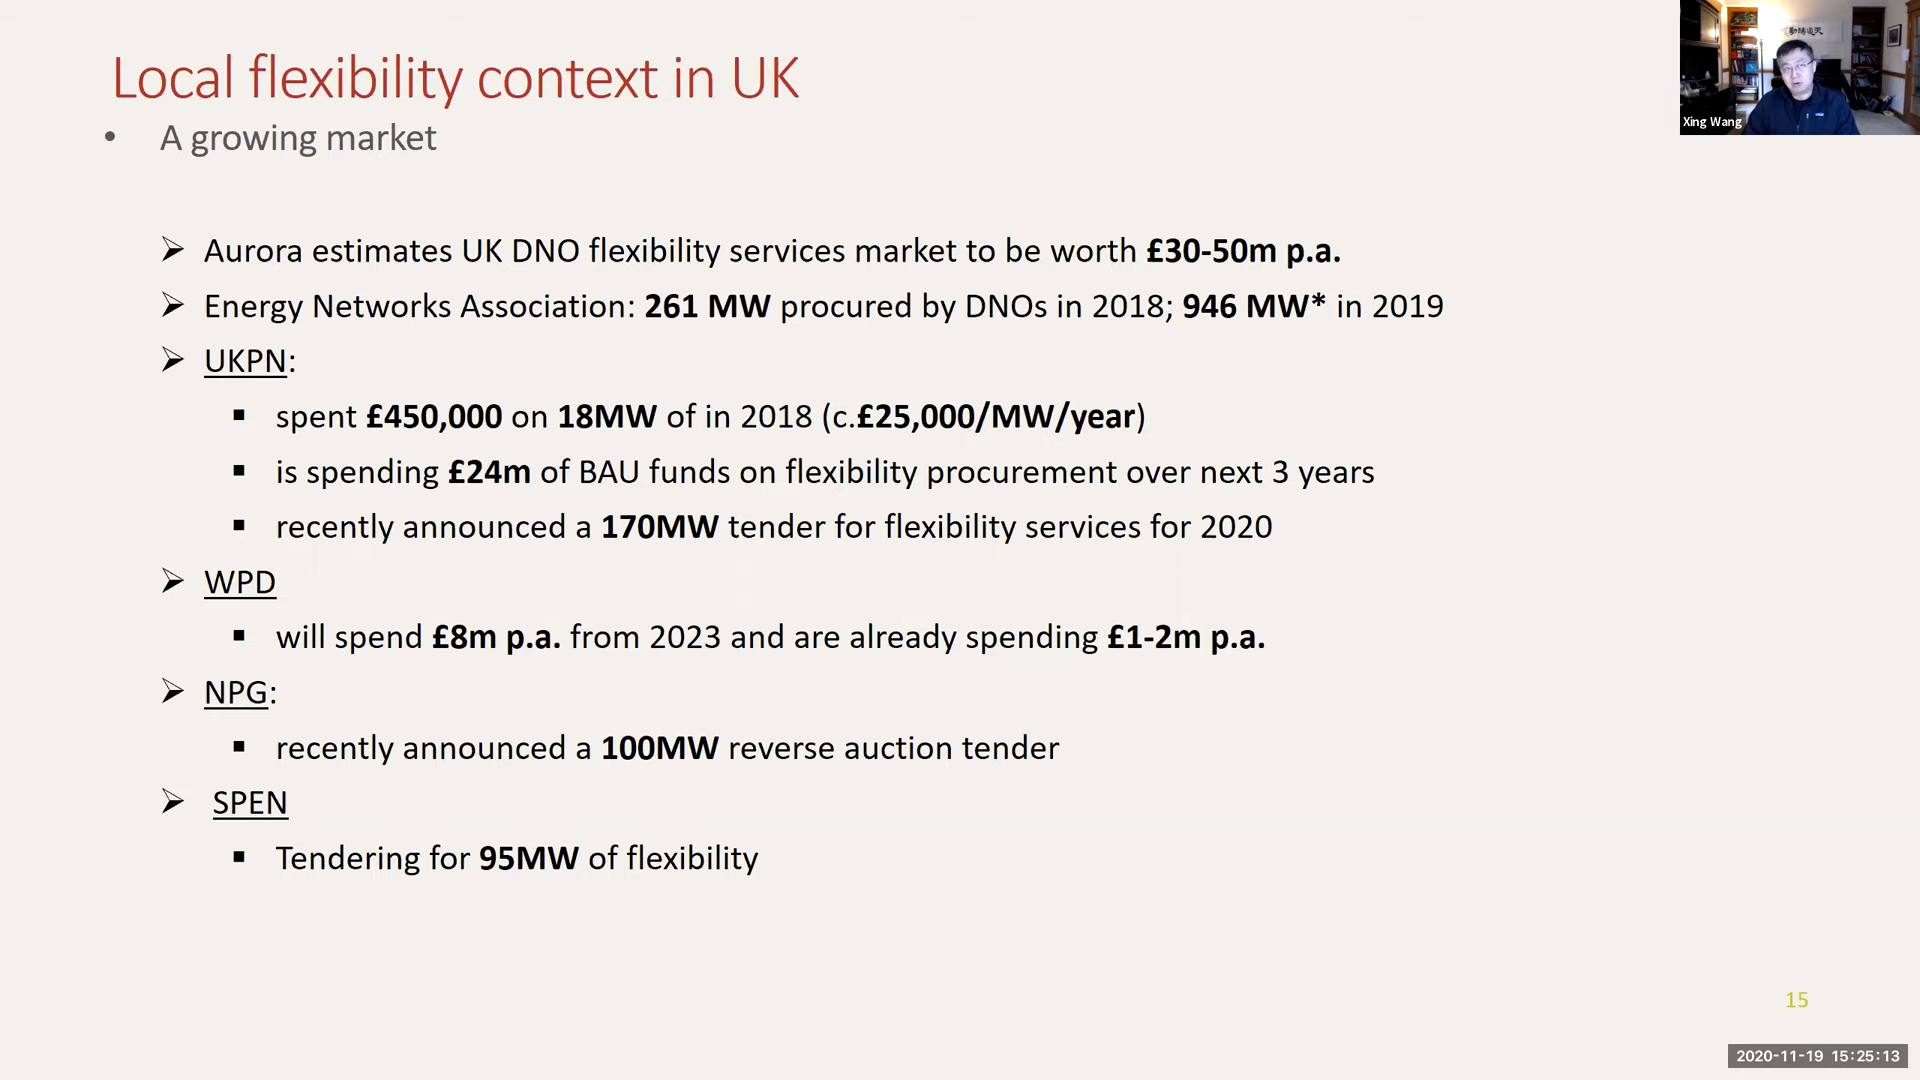 Local flexibility context in UK
• A growing market
➢ Aurora estimates UK DNO flexibility services market to be worth £30-50m p.a.
➢ Energy Networks Association: 261 MW procured by DNOs in 2018; 946 MW* in 2019
➢ UKPN:
▪ spent £450,000 on 18MW of in 2018 (c.£25,000/MW/year)
▪ is spending £24m of BAU funds on flexibility procurement over next 3 years
▪ recently announced a 170MW tender for flexibility services for 2020
➢ WPD
▪ will spend £8m p.a. from 2023 and are already spending £1-2m p.a.
➢ NPG:
▪ recently announced a 100MW reverse auction tender
➢ SPEN
▪ Tendering for 95MW of flexibility
15
Xing Wang
2020-11-19 15:25:13